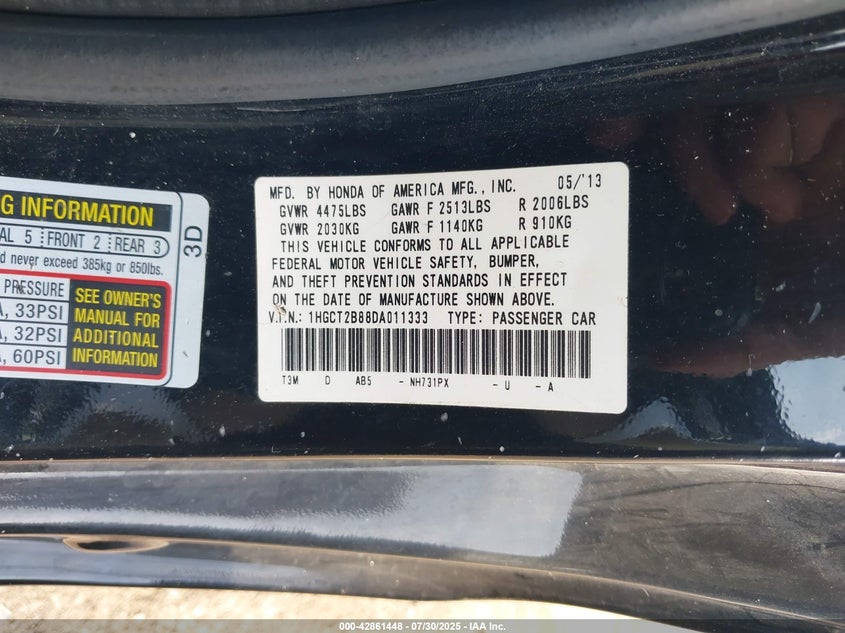 G INFORMATION
AL 5 FRONT 2 REAR 3
d never exceed 385kg or 850lbs.
PRESSURE
A, 33PSI
A, 32PSI
A, 60PSI
SEE OWNER'S
MANUAL FOR
ADDITIONAL
INFORMATION
3D
MFD. BY HONDA OF AMERICA MFG., INC. 05/'13
GVWR 4475LBS GAWR F 2513LBS R 2006LBS
GVWR 2030KG GAWR F 1140KG R 910KG
THIS VEHICLE CONFORMS TO ALL APPLICABLE
FEDERAL MOTOR VEHICLE SAFETY, BUMPER,
AND THEFT PREVENTION STANDARDS IN EFFECT
ON THE DATE OF MANUFACTURE SHOWN ABOVE.
V.I.N.: 1HGCT2B88DA011333 TYPE: PASSENGER CAR
T3M D AB5 - NH731PX - U - A
000-42861448 - 07/30/2025 - IAA Inc.